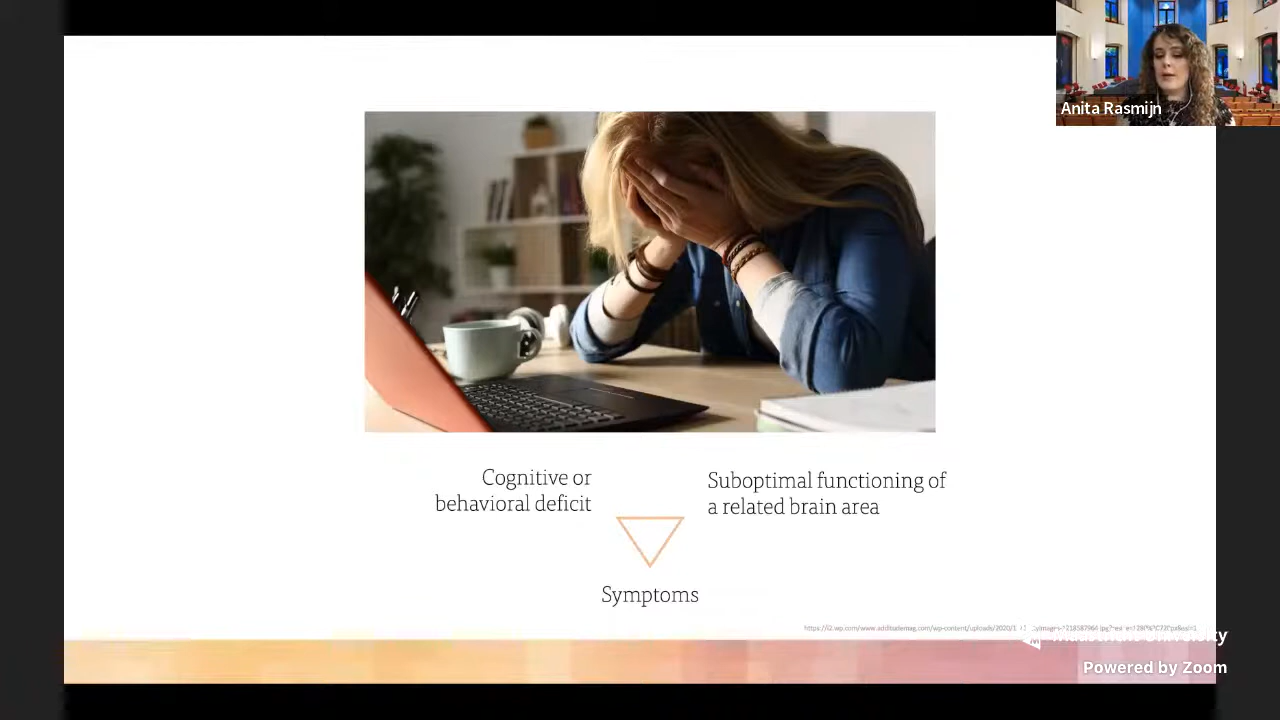 Anita Rasmijn
Cognitive or
behavioral deficit
Suboptimal functioning of
a related brain area
Symptoms
Powered by Zoom